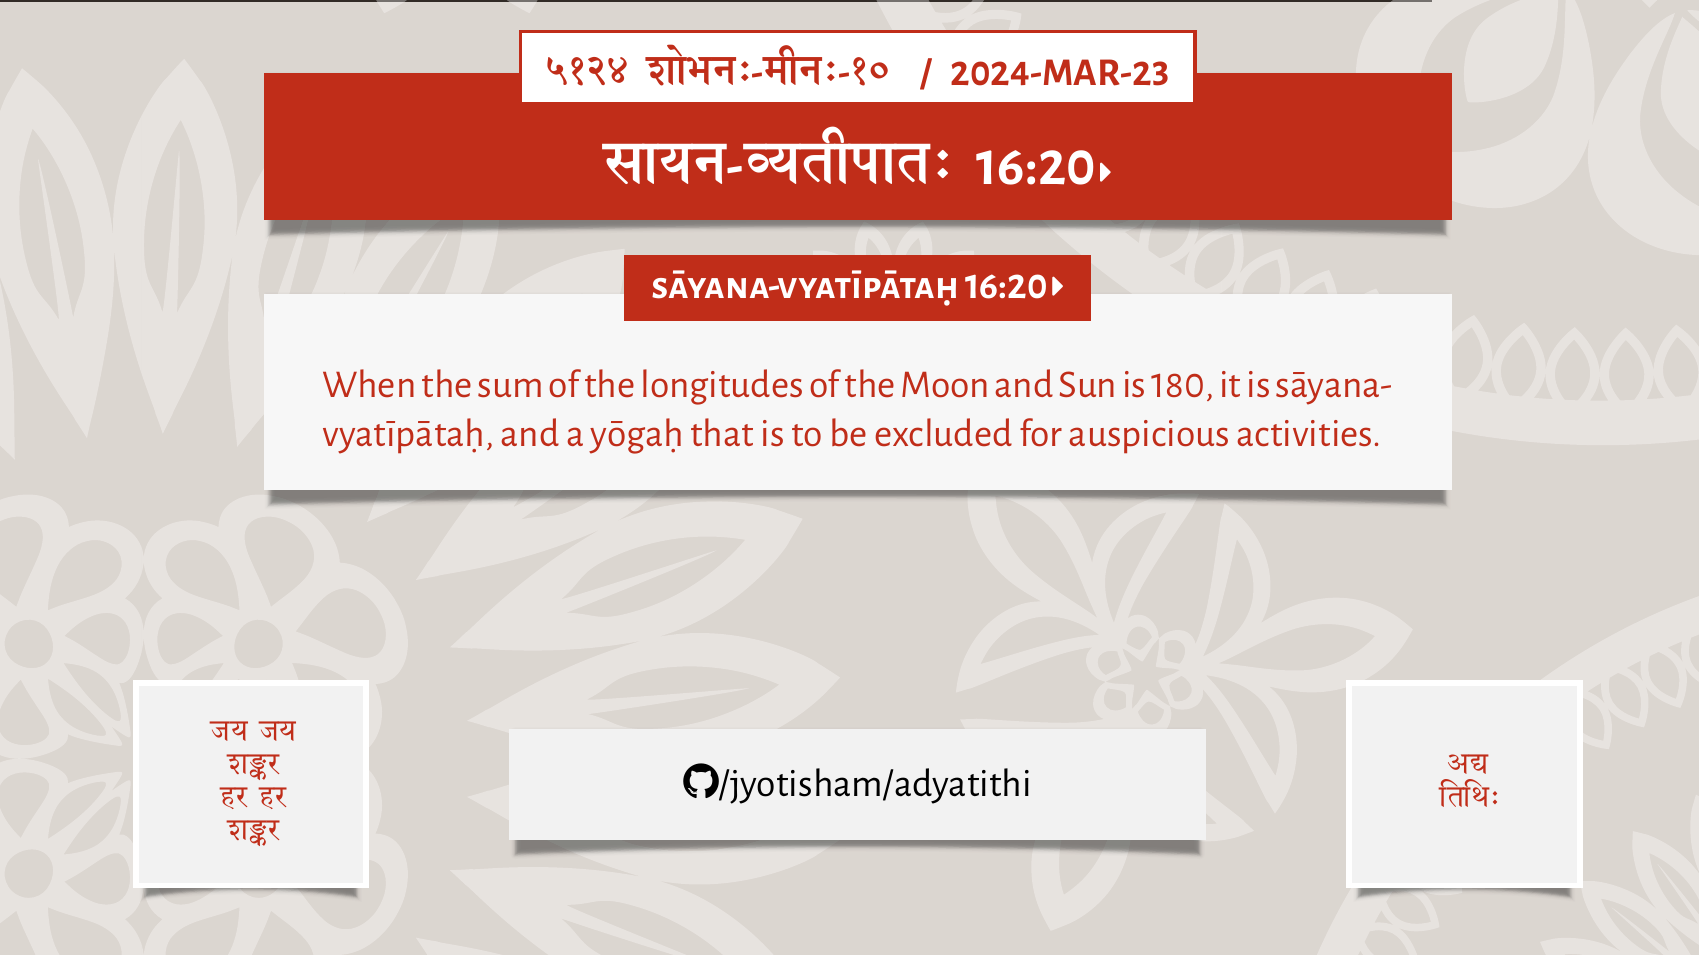 ५१२४ शोभनः-मीनः-१० / 2024-MAR-23
सायन-व्यतीपातः 16:20
SĀYANA-VYATĪPĀTAḤ 16:20
When the sum of the longitudes of the Moon and Sun is 180, it is sāyana-
vyatīpātaḥ, and a yōgaḥ that is to be excluded for auspicious activities.
जय जय
शङ्कर
हर हर
शङ्कर
/jyotisham/adyatithi
अद्य
तिथिः